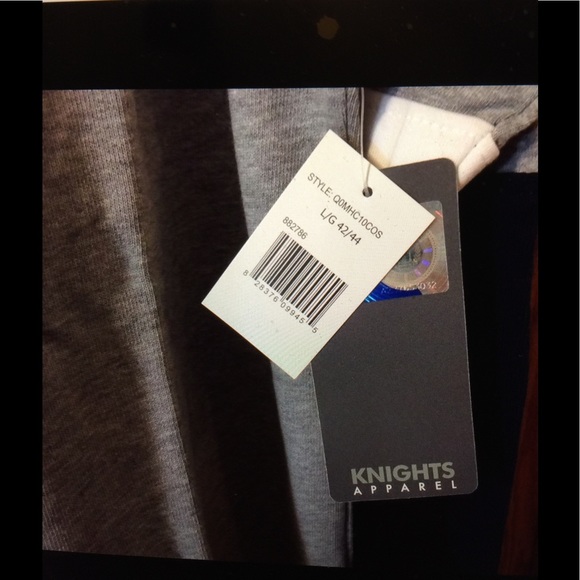 STYLE: Q0MHC10COS
L/G 42/44
882786
8 28376 09945 5
KNIGHTS
APPAREL